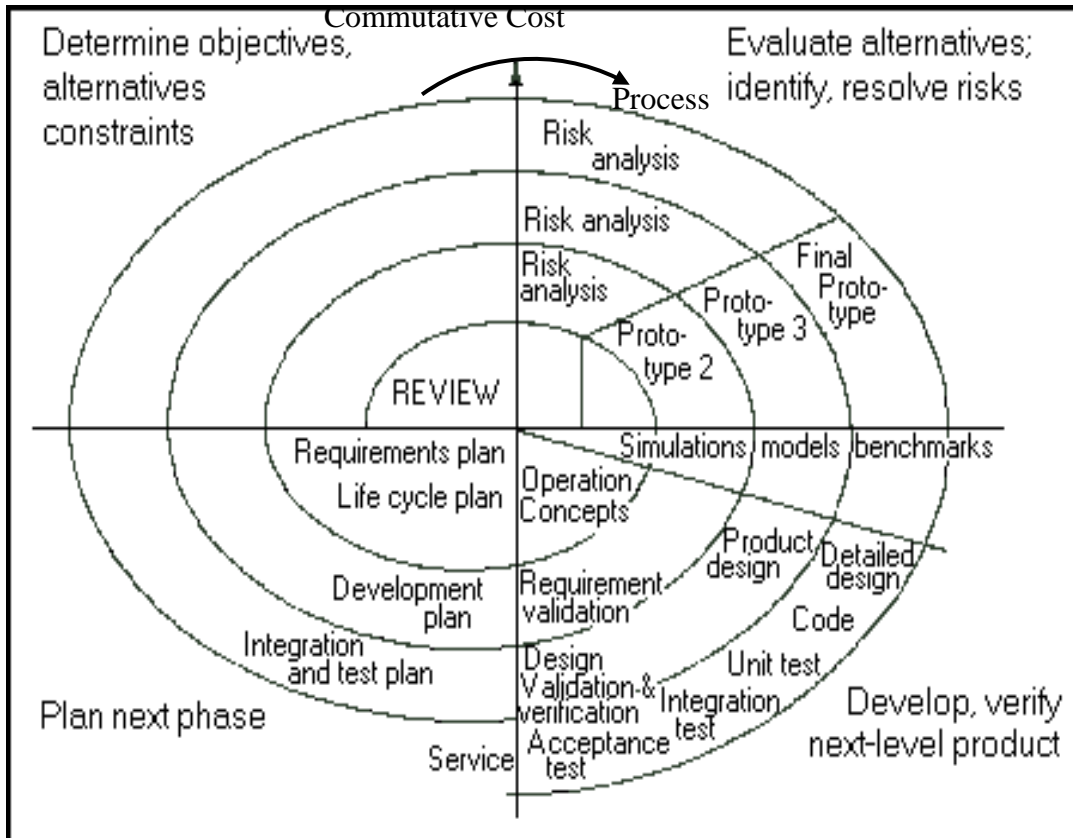 Commutative Cost
Determine objectives,
alternatives
constraints
Evaluate alternatives;
identify, resolve risks
Process
Risk
analysis
Risk analysis
Risk
analysis
Final
Proto-
type
Proto-
type 3
Proto-
type 2
REVIEW
Requirements plan
Life cycle plan
Simulations models benchmarks
Operation
Concepts
Product
design
Detailed
design
Development
plan
Requirement
validation
Code
Integration
and test plan
Unit test
Design
Validation-&
verification
Integration
test
Acceptance
test
Service
Plan next phase
Develop, verify
next-level product